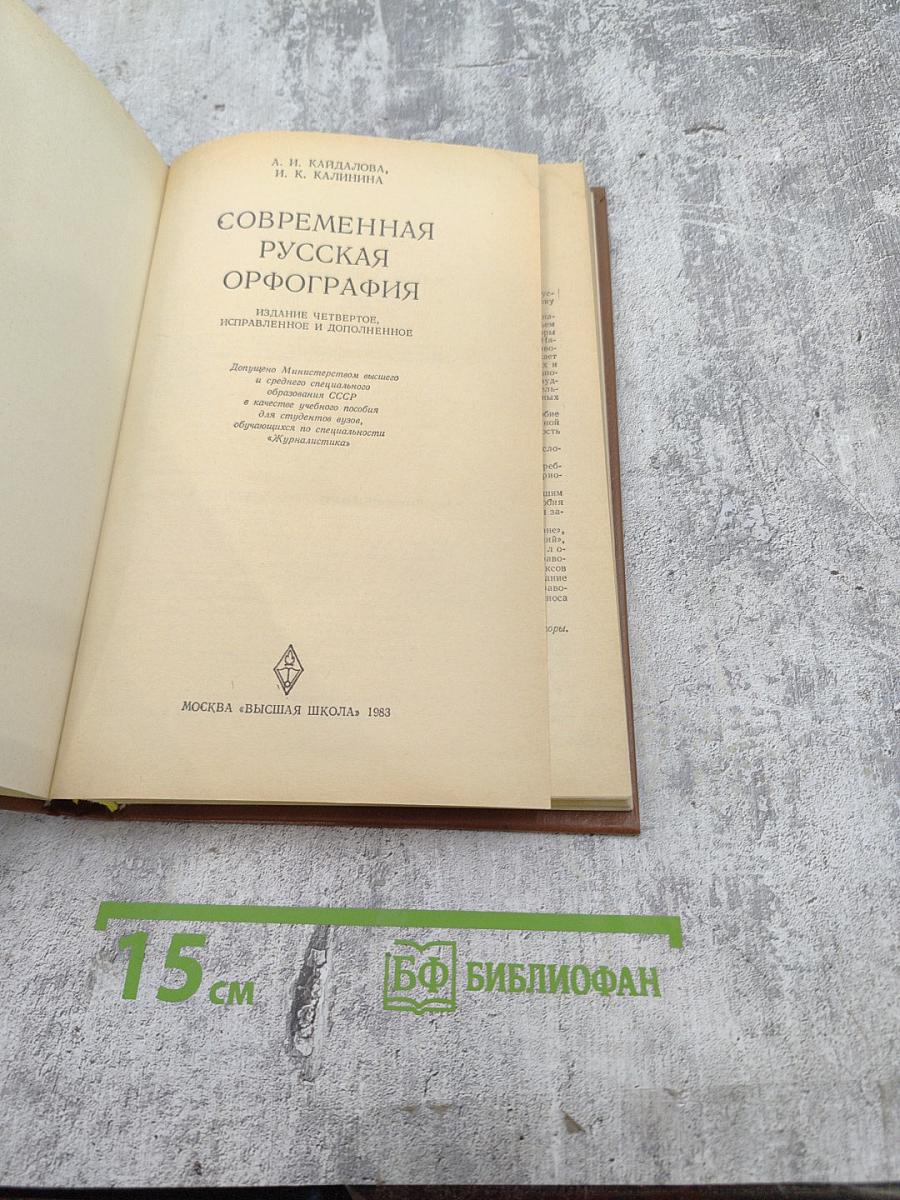 А. И. КАЙДАЛОВА,
И. К. КАЛИНИНА
СОВРЕМЕННАЯ
РУССКАЯ
ОРФОГРАФИЯ
ИЗДАНИЕ ЧЕТВЕРТОЕ,
ИСПРАВЛЕННОЕ И ДОПОЛНЕННОЕ
Допущено Министерством высшего
и среднего специального
образования СССР
в качестве учебного пособия
для студентов вузов,
обучающихся по специальности
«Журналистика»
МОСКВА «ВЫСШАЯ ШКОЛА» 1983
15 см
БФ БИБЛИОФАН